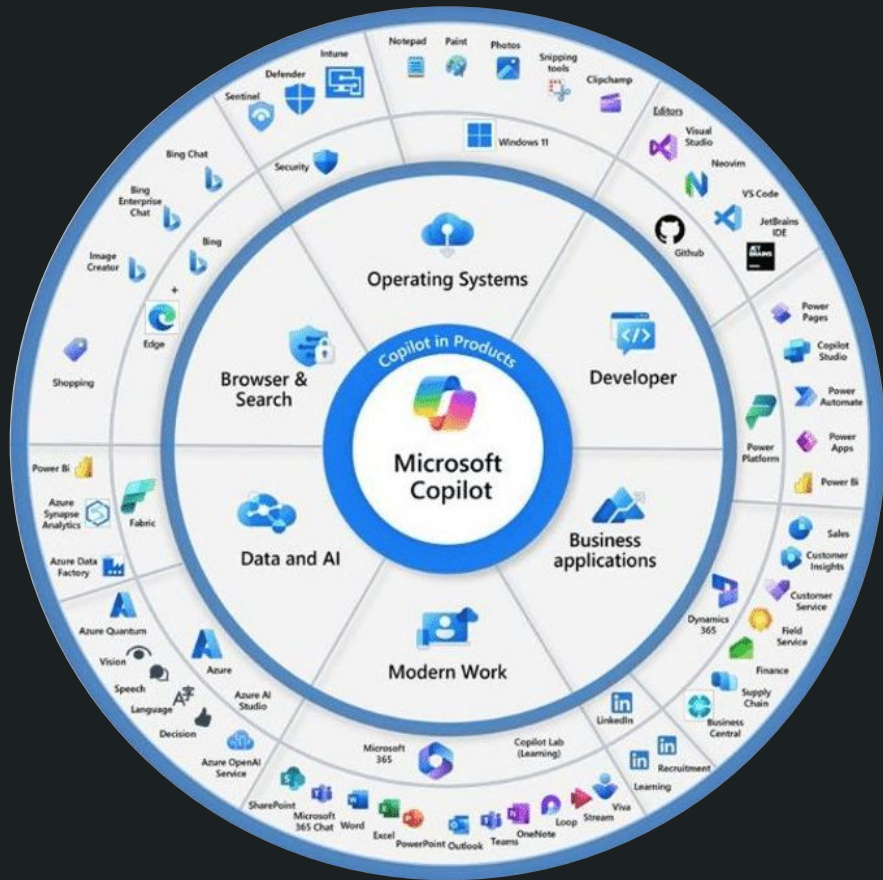 Copilot in Products
Microsoft
Copilot
Operating Systems
Developer
Business
applications
Modern Work
Data and AI
Browser &
Search
Security
Sentinel
Defender
Intune
Windows 11
Notepad
Paint
Photos
Snipping
tools
Clipchamp
Editors
Visual
Studio
Neovim
VS Code
JetBrains
IDE
JET
BRAINS
Github
Power
Platform
Power
Pages
Copilot
Studio
Power
Automate
Power
Apps
Power Bi
Dynamics
365
Sales
Customer
Insights
Customer
Service
Field
Service
Finance
Supply
Chain
Business
Central
LinkedIn
Recruitment
Learning
Microsoft
365
Copilot Lab
(Learning)
SharePoint
Microsoft
365 Chat
Word
Excel
PowerPoint
Outlook
Teams
OneNote
Loop
Stream
Viva
Azure
Azure AI
Studio
Azure Quantum
Vision
Speech
Language
Decision
Azure OpenAI
Service
Fabric
Power Bi
Azure
Synapse
Analytics
Azure Data
Factory
Bing
+
Edge
Bing Chat
Bing
Enterprise
Chat
Image
Creator
Shopping